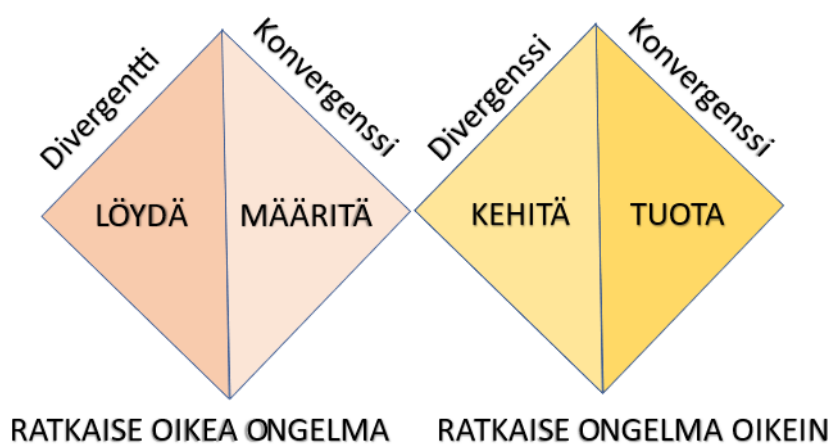 Divergentti
Konvergenssi
Divergenssi
Konvergenssi
LÖYDÄ
MÄÄRITÄ
KEHITÄ
TUOTA
RATKAISE OIKEA ONGELMA
RATKAISE ONGELMA OIKEIN